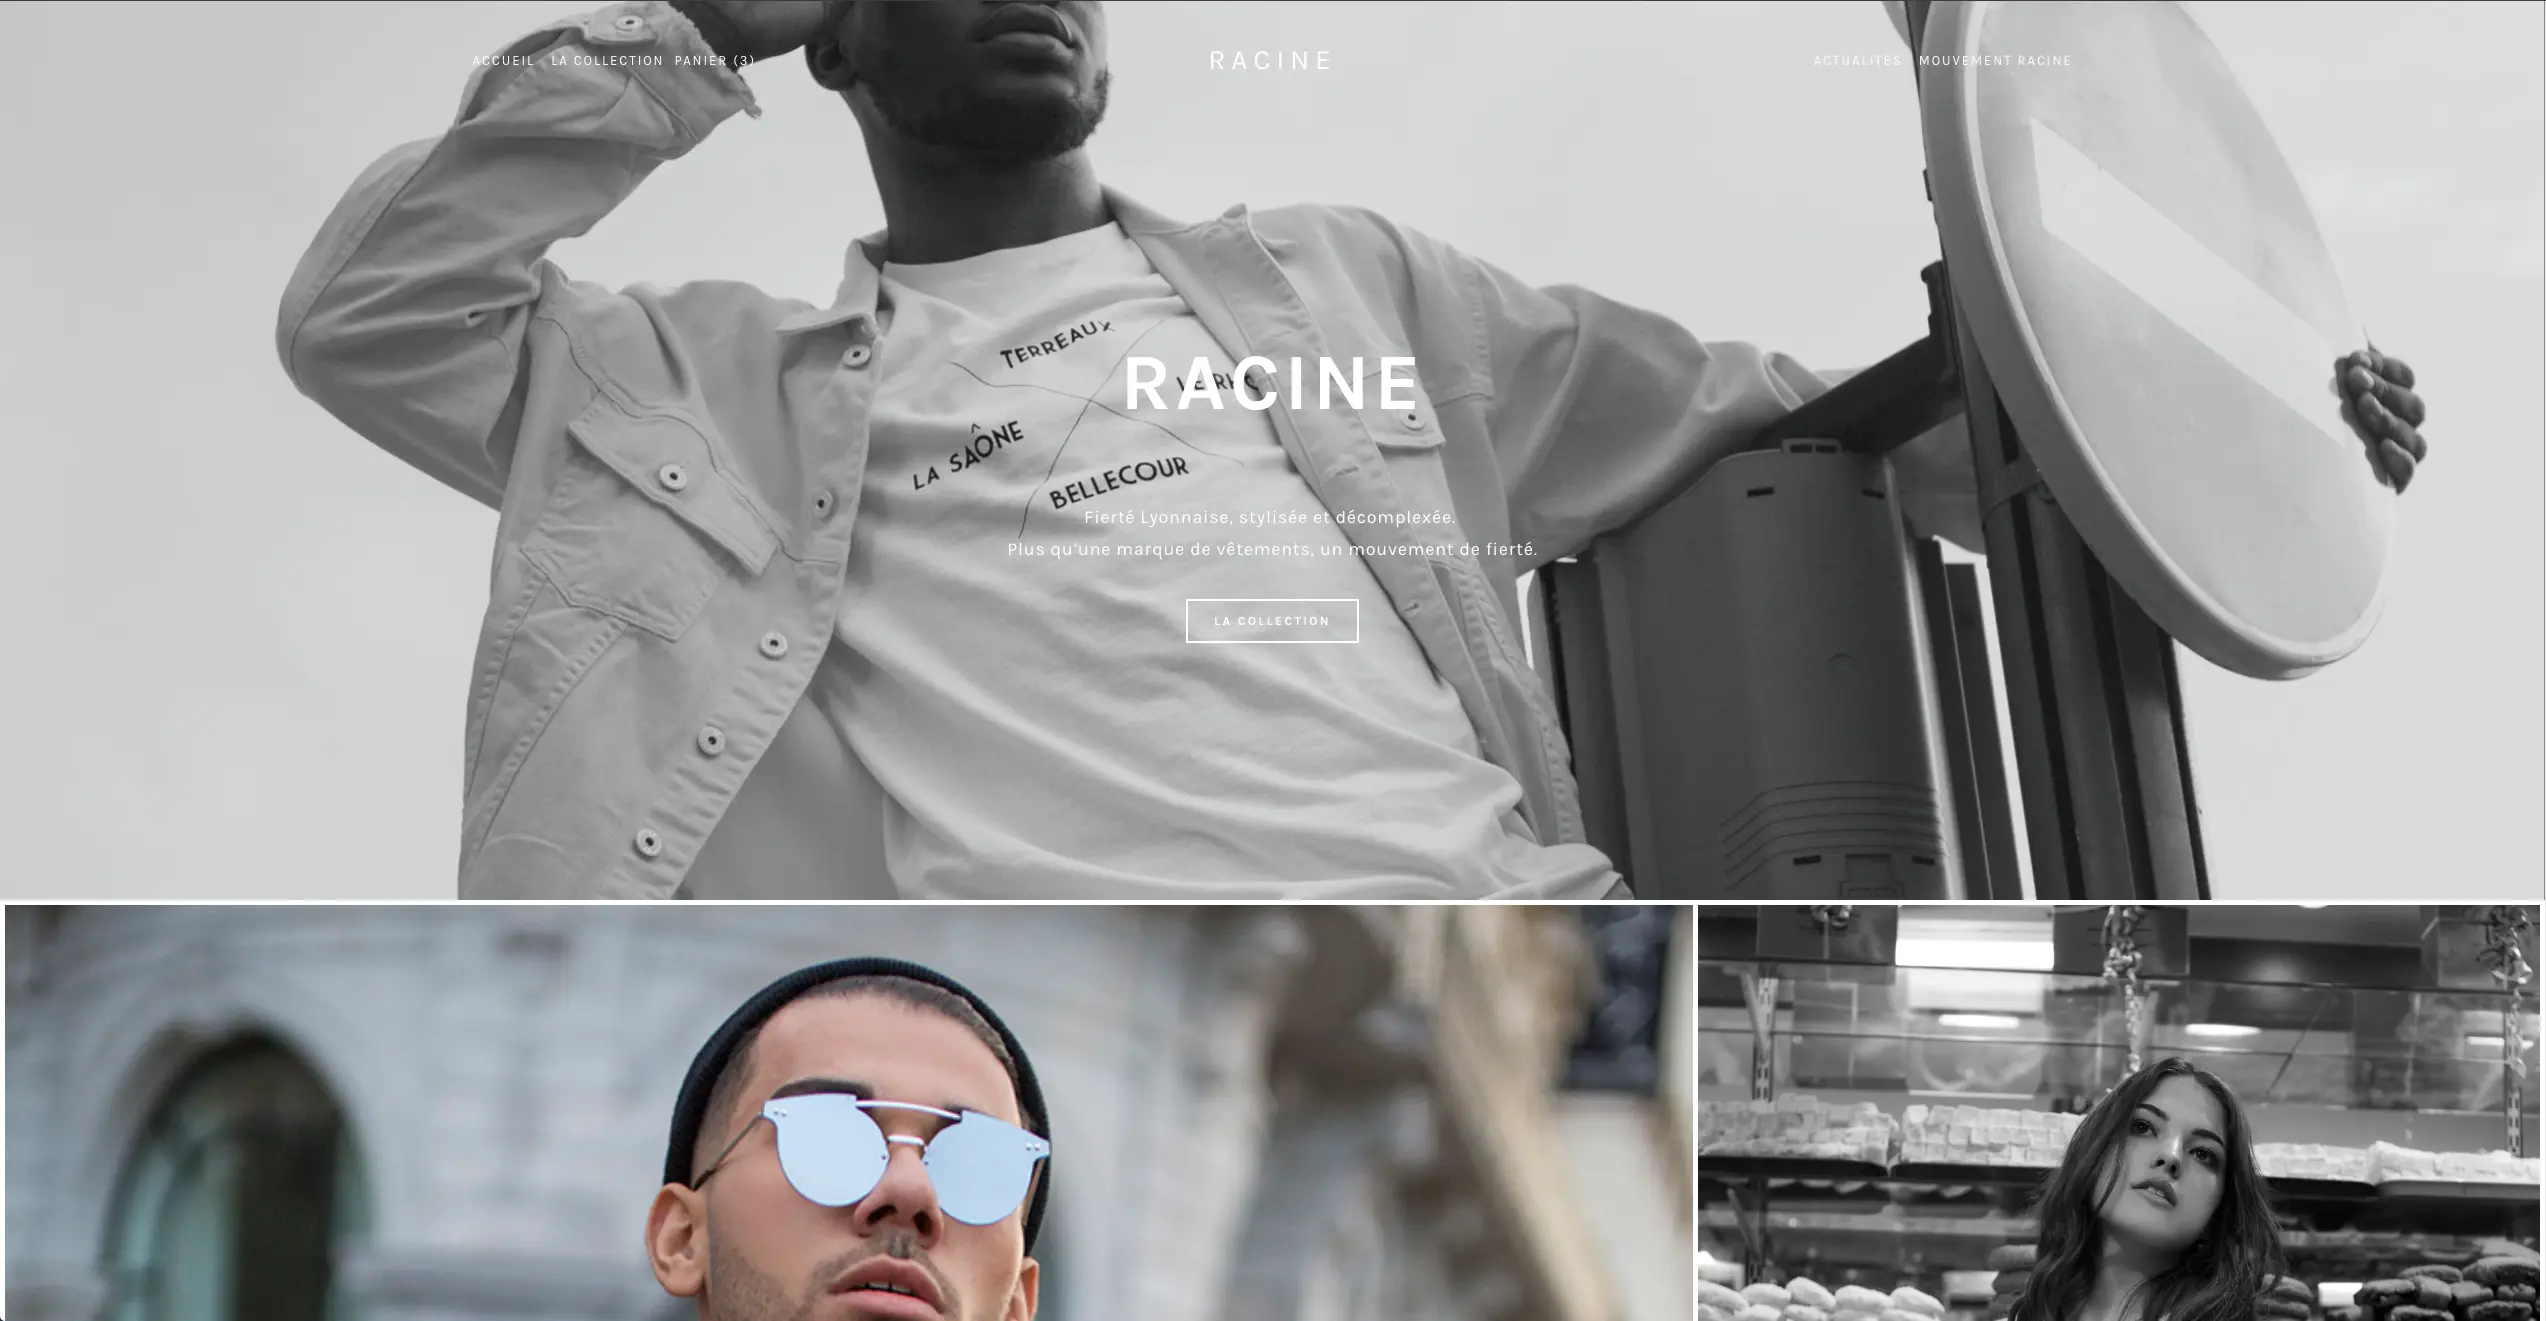 ACCUEIL LA COLLECTION PANIER (3)
RACINE
ACTUALITÉS MOUVEMENT RACINE
TERREAUX
RACINE
LA SAÔNE
BELLECOUR
Fierté Lyonnaise, stylisée et décomplexée.
Plus qu'une marque de vêtements, un mouvement de fierté.
LA COLLECTION